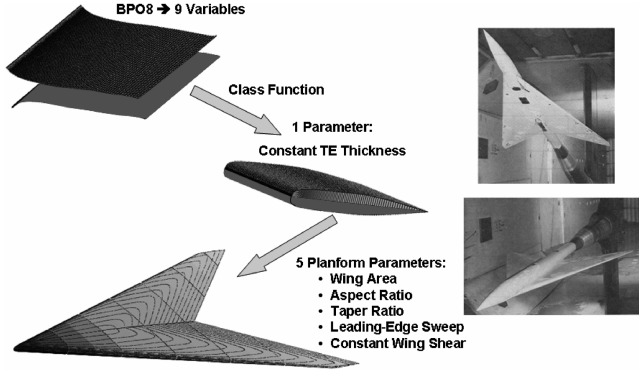 BPO8 ➔ 9 Variables
Class Function
1 Parameter:
Constant TE Thickness
5 Planform Parameters:
• Wing Area
• Aspect Ratio
• Taper Ratio
• Leading-Edge Sweep
• Constant Wing Shear